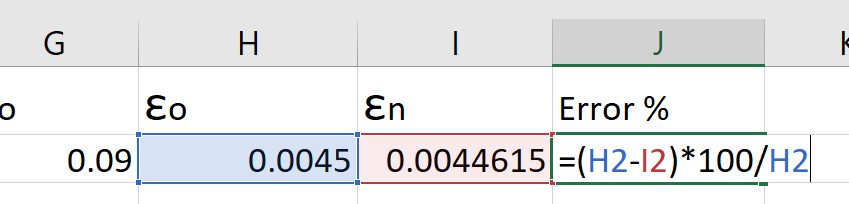 G H I J K
o εo εn Error %
0.09 0.0045 0.0044615 =(H2-I2)*100/H2